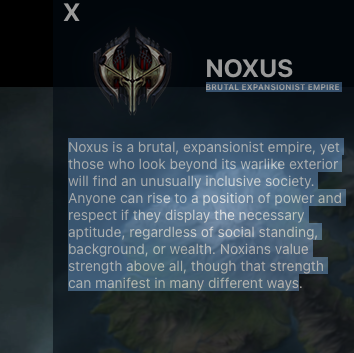 X
NOXUS
BRUTAL EXPANSIONIST EMPIRE
Noxus is a brutal, expansionist empire, yet
those who look beyond its warlike exterior
will find an unusually inclusive society.
Anyone can rise to a position of power and
respect if they display the necessary
aptitude, regardless of social standing,
background, or wealth. Noxians value
strength above all, though that strength
can manifest in many different ways.